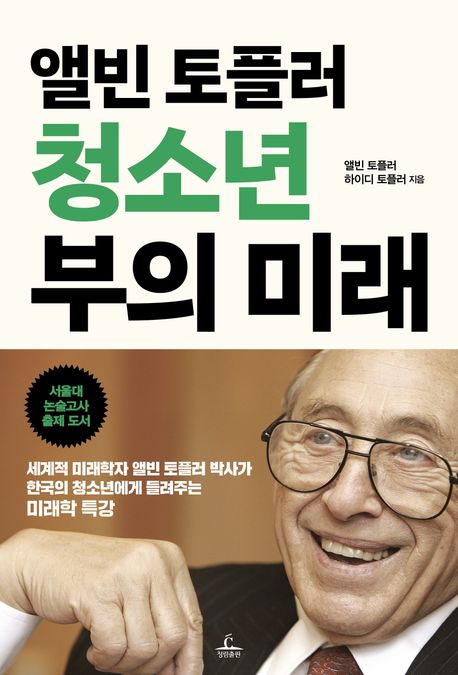 앨빈 토플러
청소년
앨빈 토플러
하이디 토플러 지음
부의 미래
서울대
논술고사
출제 도서
세계적 미래학자 앨빈 토플러 박사가
한국의 청소년에게 들려주는
미래학 특강
청림출판